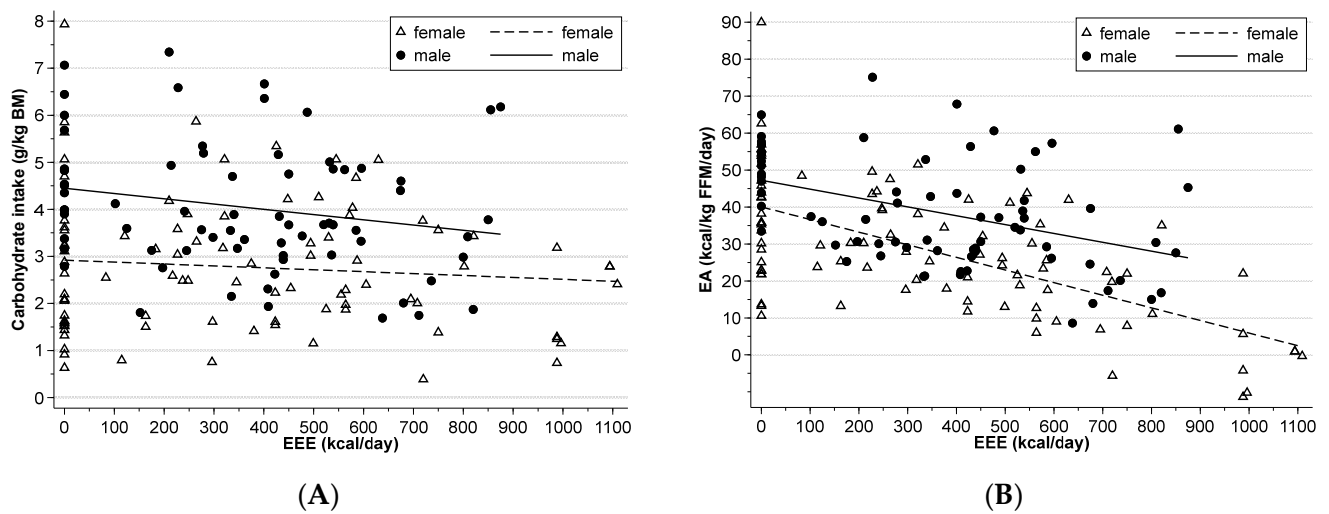 Carbohydrate intake (g/kg BM)
8
7
6
5
4
3
2
1
0
female
female
male
male
0 100 200 300 400 500 600 700 800 900 1000 1100
EEE (kcal/day)
(A)
EA (kcal/kg FFM/day)
90
80
70
60
50
40
30
20
10
0
female
female
male
male
0 100 200 300 400 500 600 700 800 900 1000 1100
EEE (kcal/day)
(B)